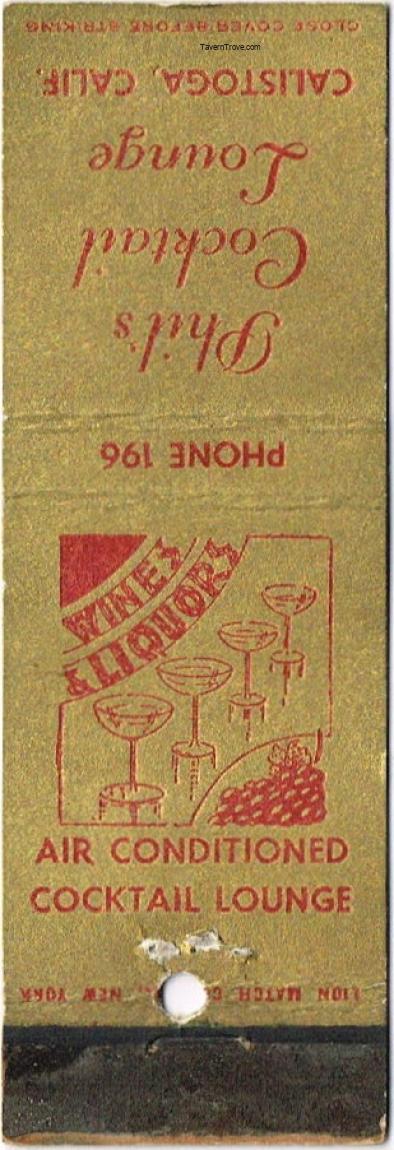 CLOSE COVER BEFORE STRIKING
TavernTrove.com
CALISTOGA, CALIF.
Phil's
Cocktail
Lounge
PHONE 196
WINES
& LIQUORS
AIR CONDITIONED
COCKTAIL LOUNGE
LION MATCH NEW YORK